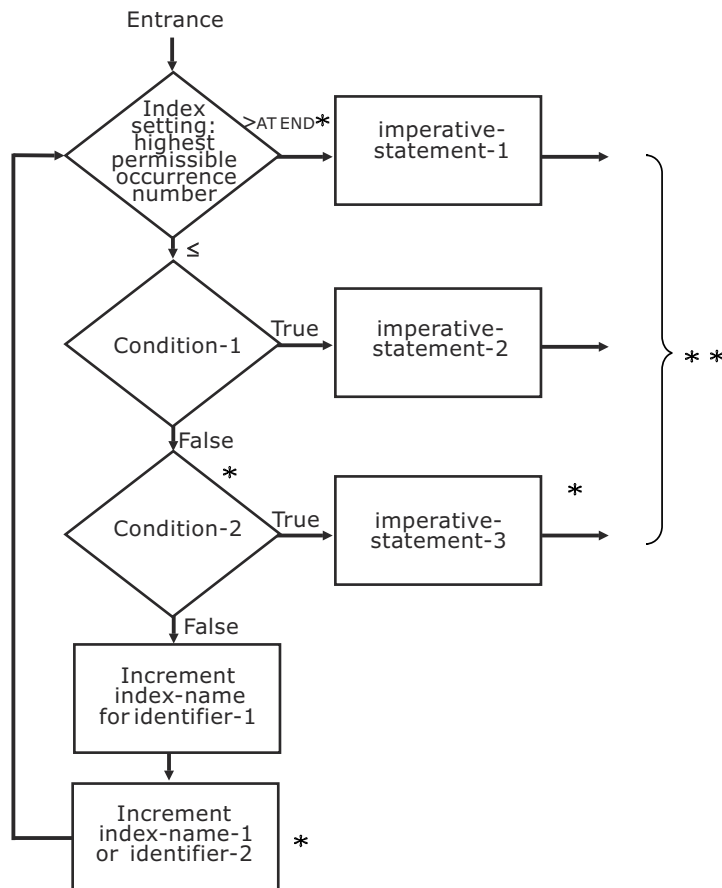 Entrance
Index
setting:
highest
permissible
occurrence
number
>AT END*
imperative-
statement-1
≤
Condition-1
True
imperative-
statement-2
* *
False
*
Condition-2
True
imperative-
statement-3
*
False
Increment
index-name
for identifier-1
Increment
index-name-1
or identifier-2
*